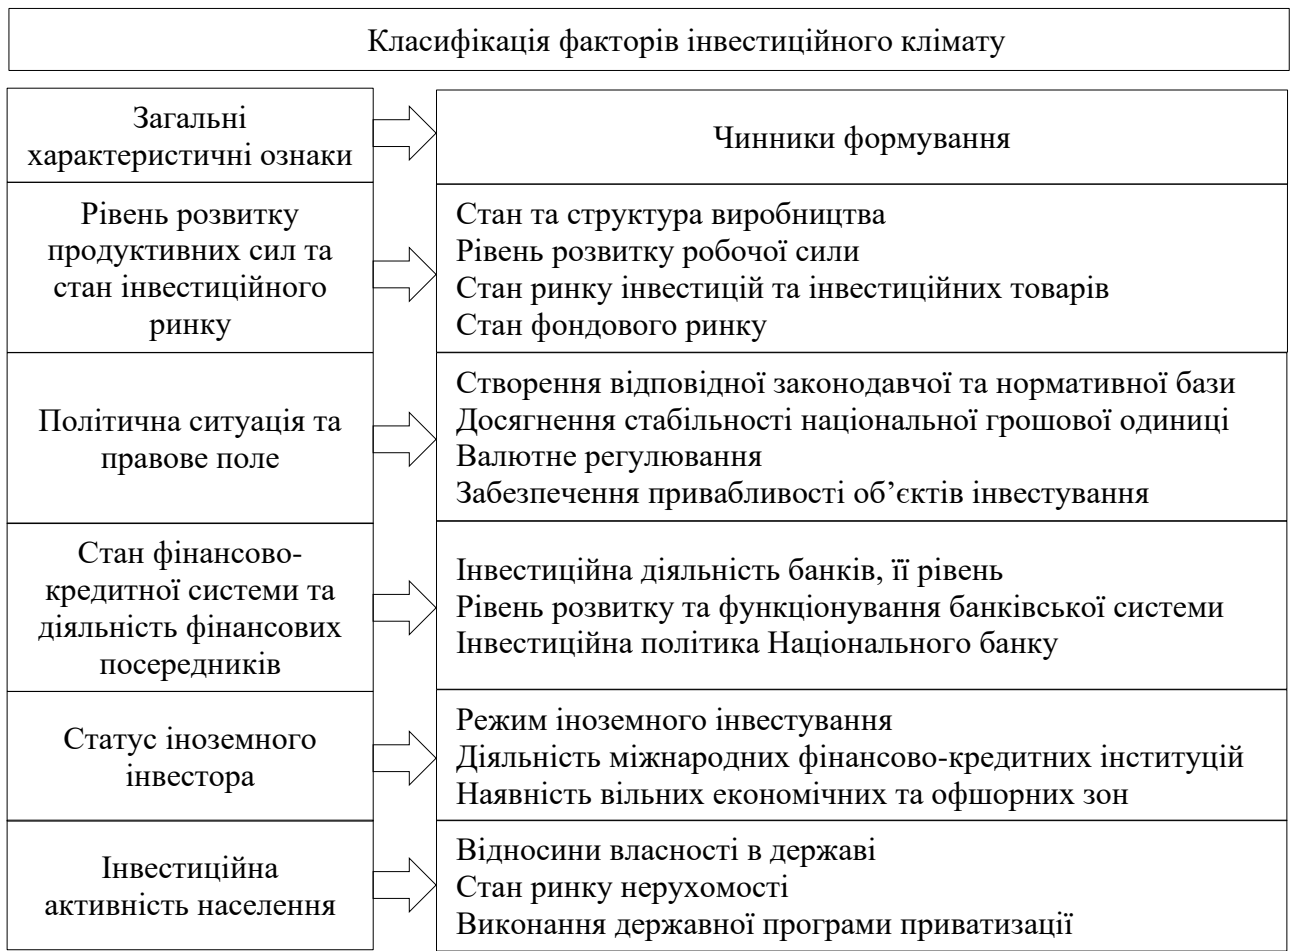 Класифікація факторів інвестиційного клімату
Загальні
характеристичні ознаки
Чинники формування
Рівень розвитку
продуктивних сил та
стан інвестиційного
ринку
Стан та структура виробництва
Рівень розвитку робочої сили
Стан ринку інвестицій та інвестиційних товарів
Стан фондового ринку
Політична ситуація та
правове поле
Створення відповідної законодавчої та нормативної бази
Досягнення стабільності національної грошової одиниці
Валютне регулювання
Забезпечення привабливості об’єктів інвестування
Стан фінансово-
кредитної системи та
діяльність фінансових
посередників
Інвестиційна діяльність банків, її рівень
Рівень розвитку та функціонування банківської системи
Інвестиційна політика Національного банку
Статус іноземного
інвестора
Режим іноземного інвестування
Діяльність міжнародних фінансово-кредитних інституцій
Наявність вільних економічних та офшорних зон
Інвестиційна
активність населення
Відносини власності в державі
Стан ринку нерухомості
Виконання державної програми приватизації